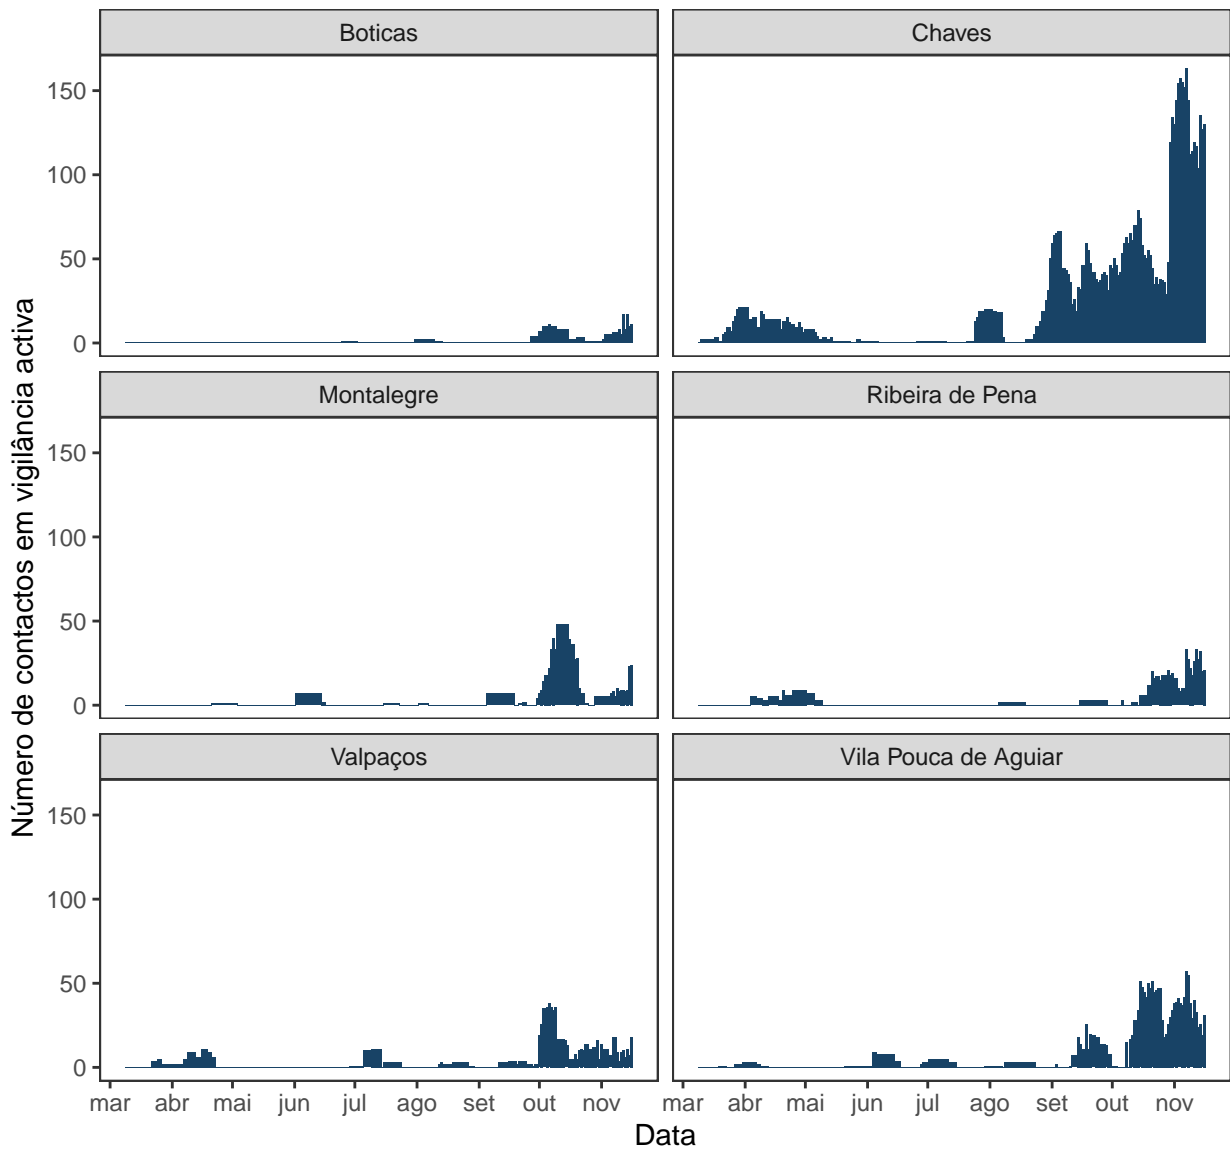 Boticas
Chaves
150
100
50
0
Montalegre
Ribeira de Pena
150
100
50
0
Valpaços
Vila Pouca de Aguiar
150
100
50
0
mar abr mai jun jul ago set out nov
mar abr mai jun jul ago set out nov
Data
Número de contactos em vigilância activa